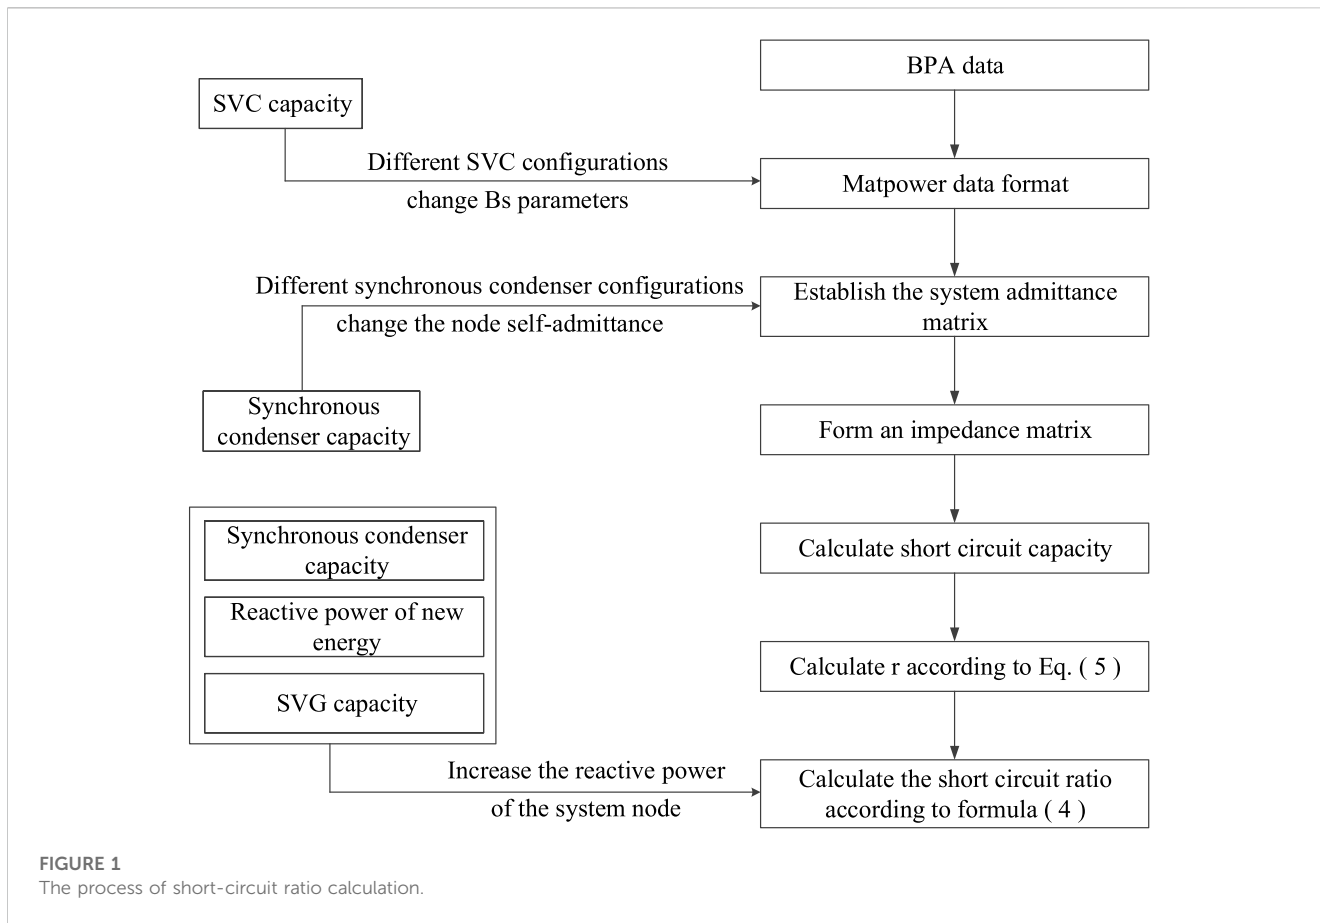 BPA data
SVC capacity
Different SVC configurations
change Bs parameters
Matpower data format
Different synchronous condenser configurations
change the node self-admittance
Establish the system admittance
matrix
Synchronous
condenser capacity
Form an impedance matrix
Synchronous condenser
capacity
Reactive power of new
energy
SVG capacity
Calculate short circuit capacity
Calculate r according to Eq. ( 5 )
Increase the reactive power
of the system node
Calculate the short circuit ratio
according to formula ( 4 )
FIGURE 1
The process of short-circuit ratio calculation.